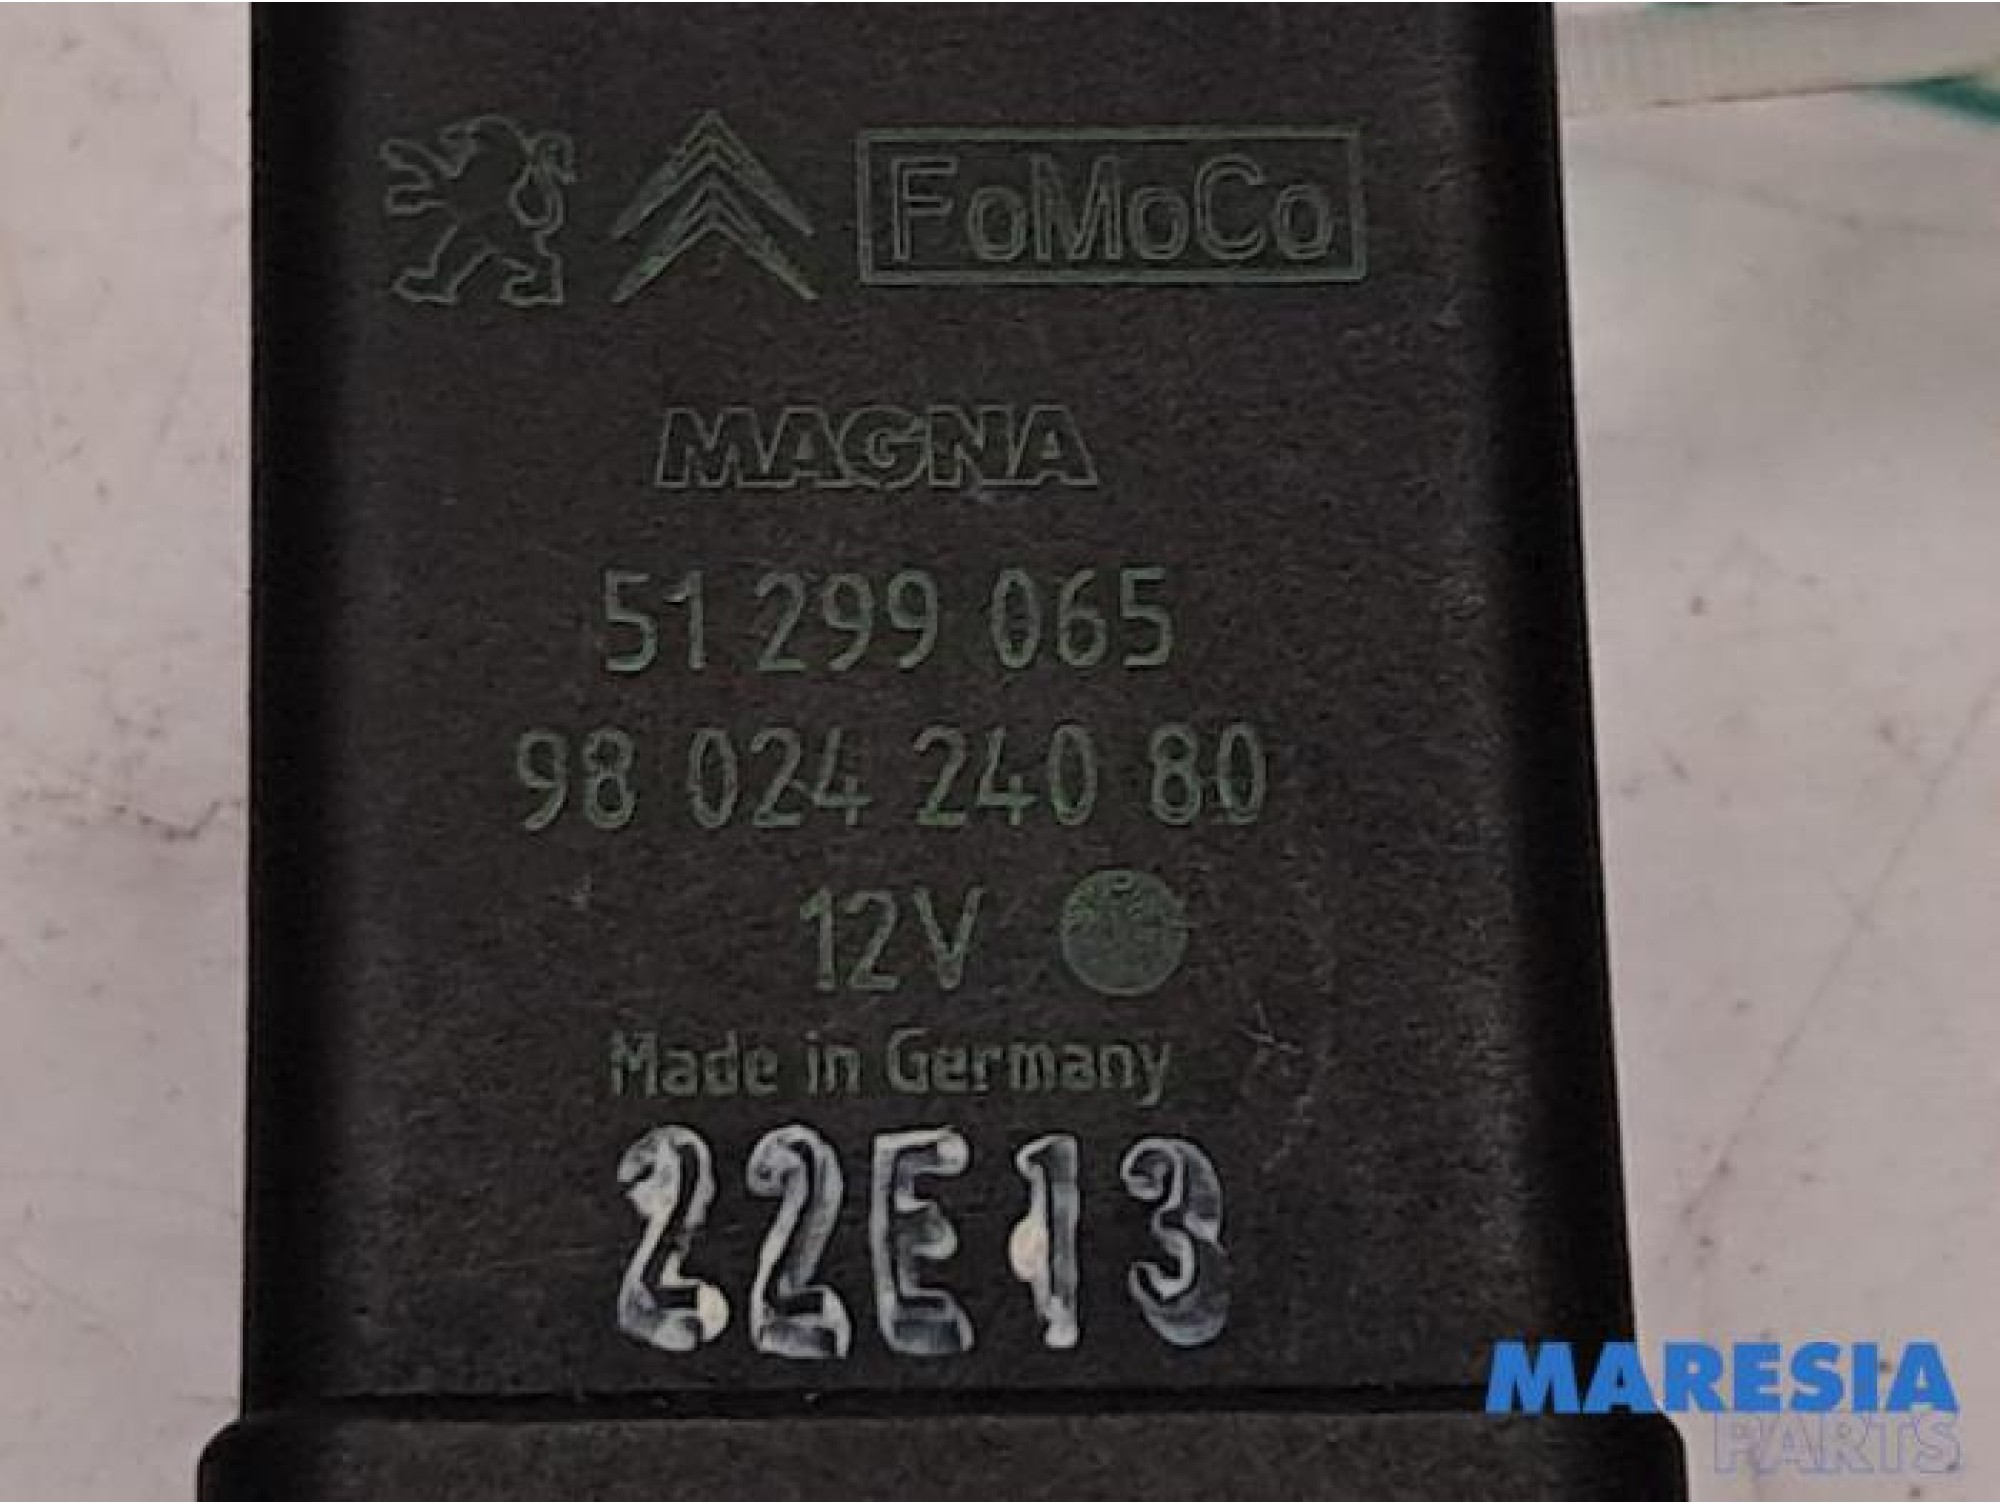 FoMoCo
MAGNA
51 299 065
98 024 240 80
12V
Made in Germany
22E13
MARESIA
PARTS